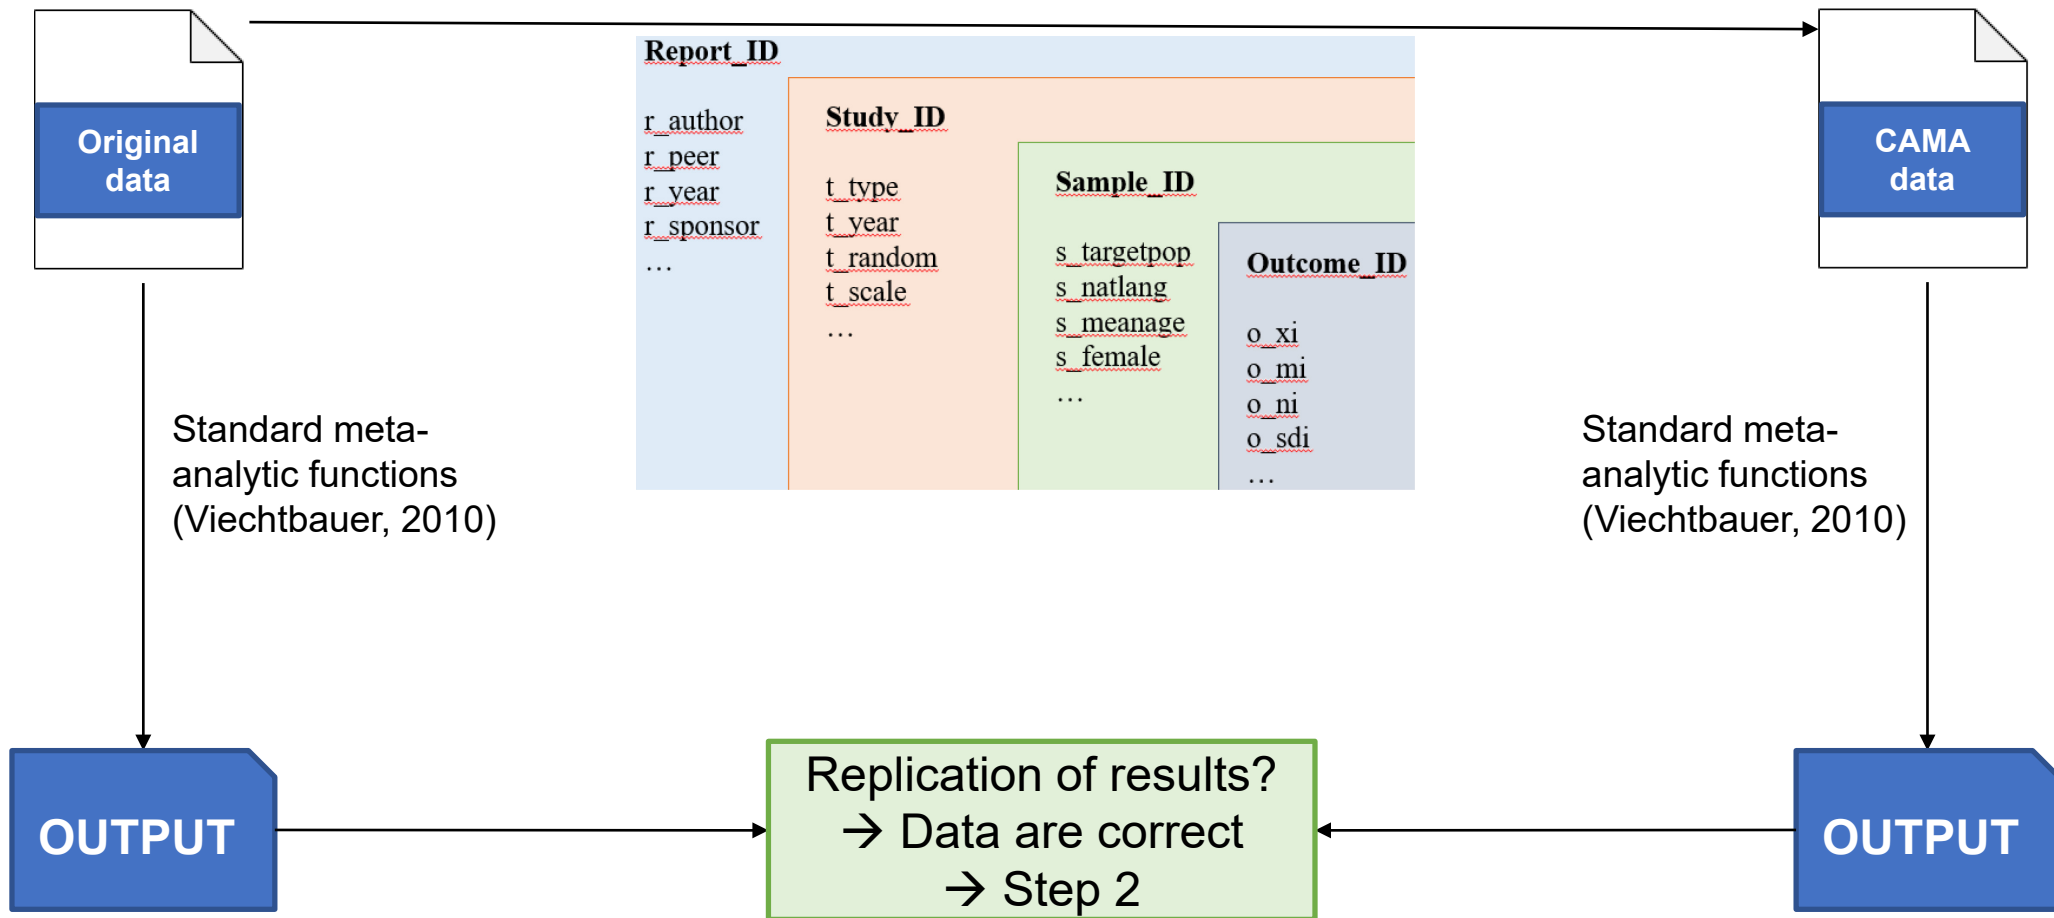 Original
data
Report_ID
r_author
r_peer
r_year
r_sponsor
…
Study_ID
t_type
t_year
t_random
t_scale
…
Sample_ID
s_targetpop
s_natlang
s_meanage
s_female
…
Outcome_ID
o_xi
o_mi
o_ni
o_sdi
…
CAMA
data
Standard meta-
analytic functions
(Viechtbauer, 2010)
Standard meta-
analytic functions
(Viechtbauer, 2010)
OUTPUT
Replication of results?
→ Data are correct
→ Step 2
OUTPUT